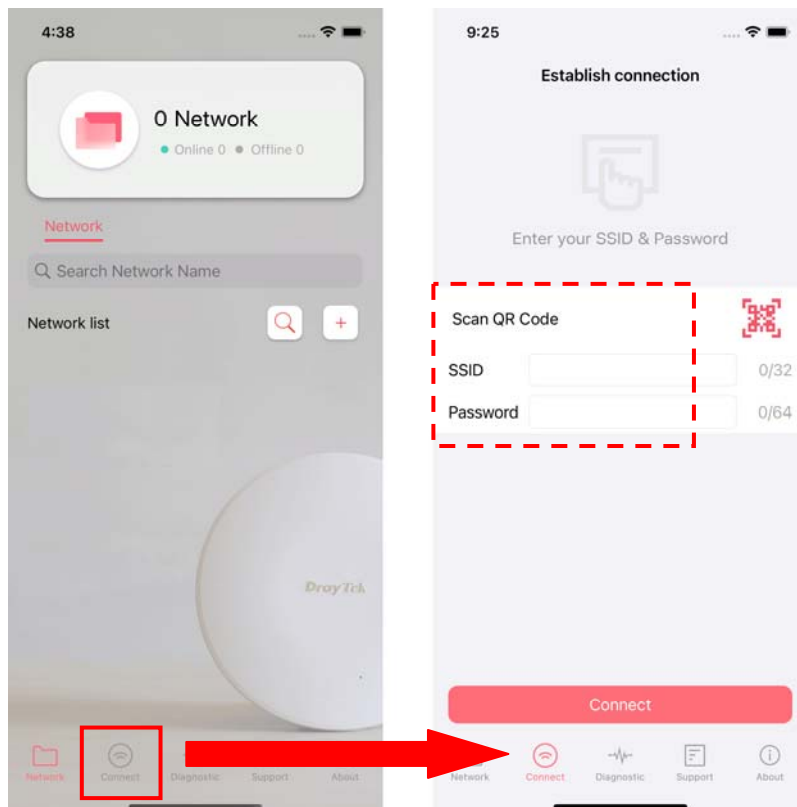 4:38
0 Network
Online 0 Offline 0
Network
Search Network Name
Network list
+
DrayTek
Network Connect Diagnostic Support About
9:25
Establish connection
Enter your SSID & Password
Scan QR Code
SSID 0/32
Password 0/64
Connect
Network Connect Diagnostic Support About